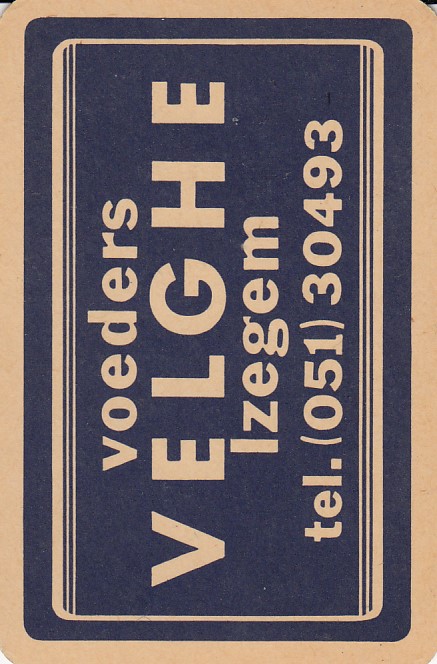 voeders
VELGHE
Izegem
tel.(051) 30493